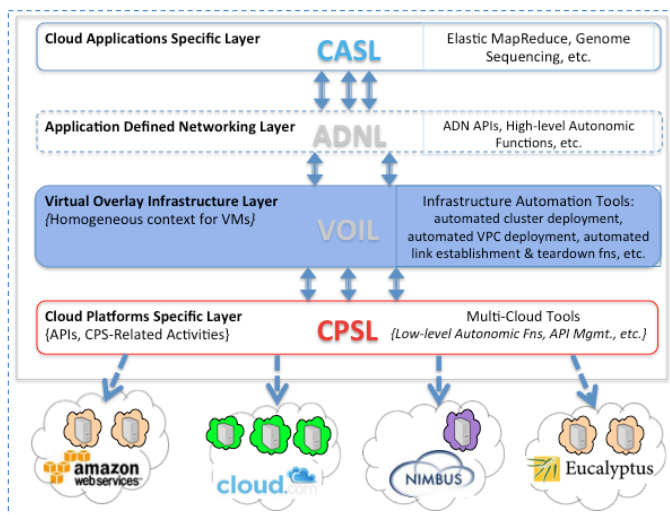 Cloud Applications Specific Layer
CASL
Elastic MapReduce, Genome
Sequencing, etc.
Application Defined Networking Layer
ADNL
ADN APIs, High-level Autonomic
Functions, etc.
Virtual Overlay Infrastructure Layer
{Homogeneous context for VMs}
VOIL
Infrastructure Automation Tools:
automated cluster deployment,
automated VPC deployment, automated
link establishment & teardown fns, etc.
Cloud Platforms Specific Layer
{APIs, CPS-Related Activities}
CPSL
Multi-Cloud Tools
{Low-level Autonomic Fns, API Mgmt., etc.}
amazon
webservices™
cloud.com
NIMBUS
Eucalyptus